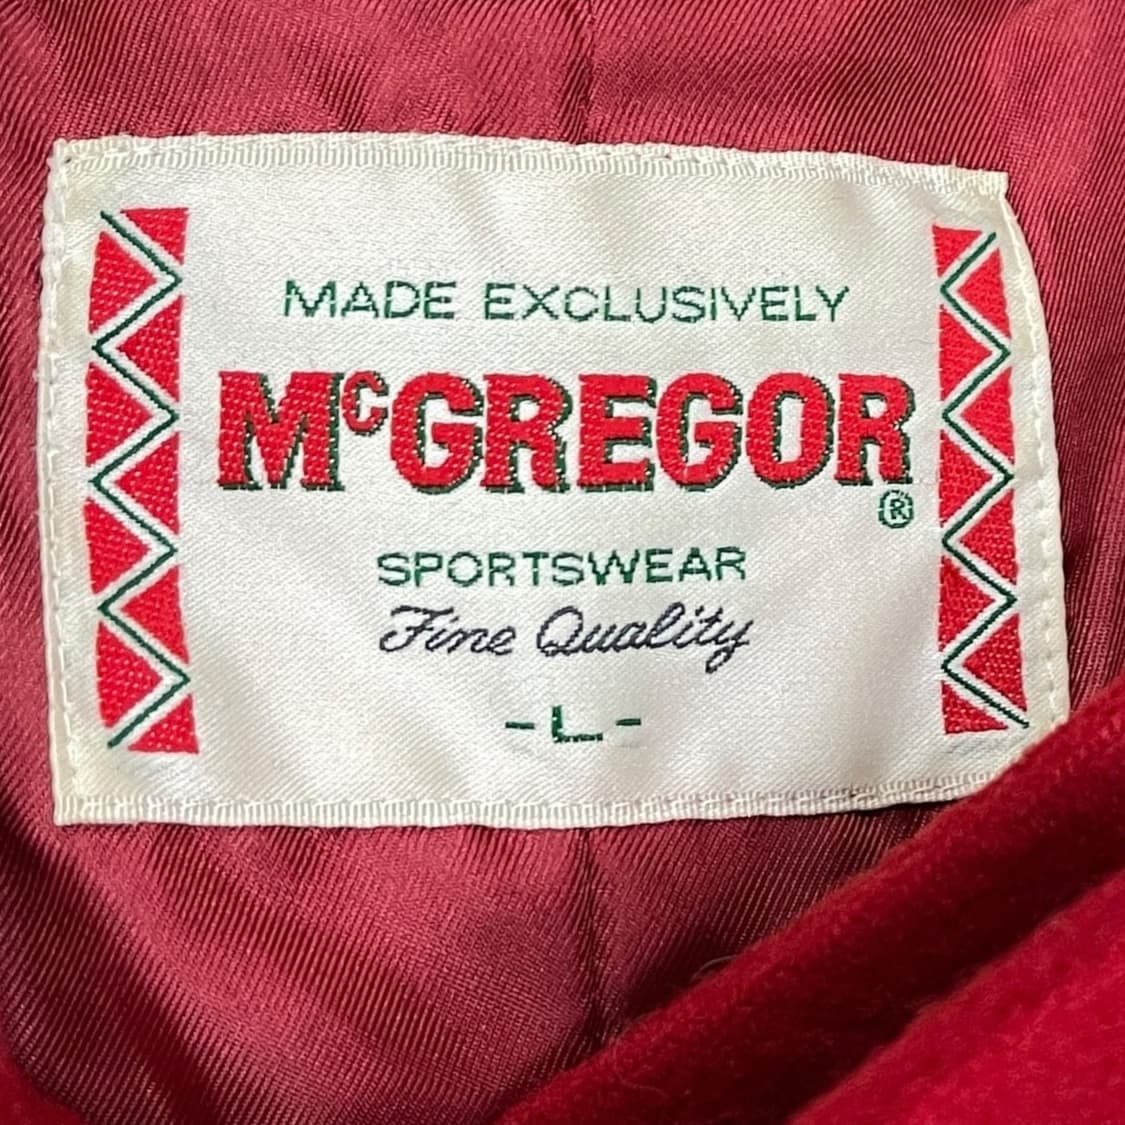 MADE EXCLUSIVELY
McGREGOR
®
SPORTSWEAR
Fine Quality
-L-